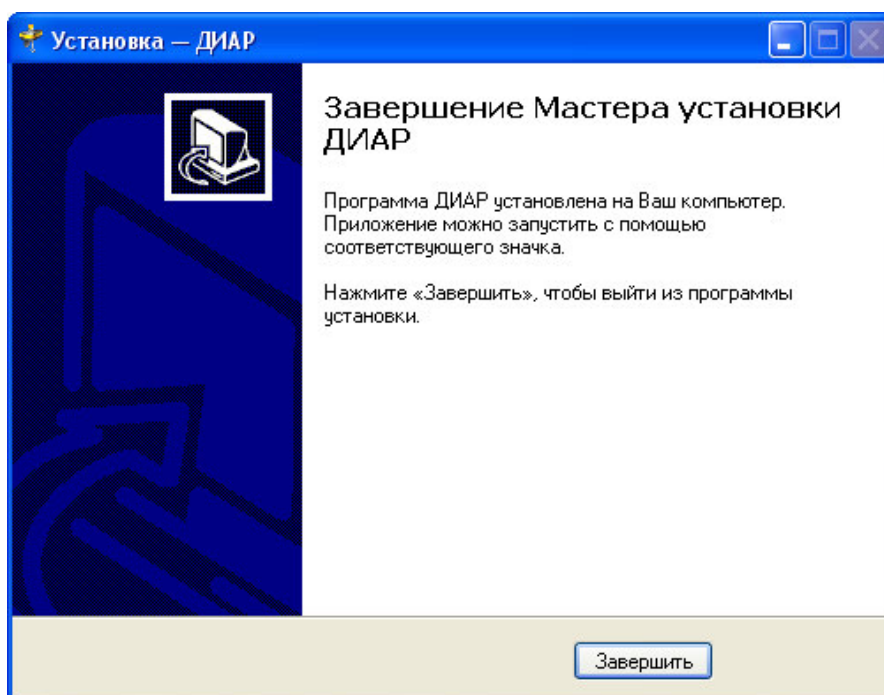 Установка — ДИАР
Завершение Мастера установки
ДИАР
Программа ДИАР установлена на Ваш компьютер.
Приложение можно запустить с помощью
соответствующего значка.
Нажмите «Завершить», чтобы выйти из программы
установки.
Завершить